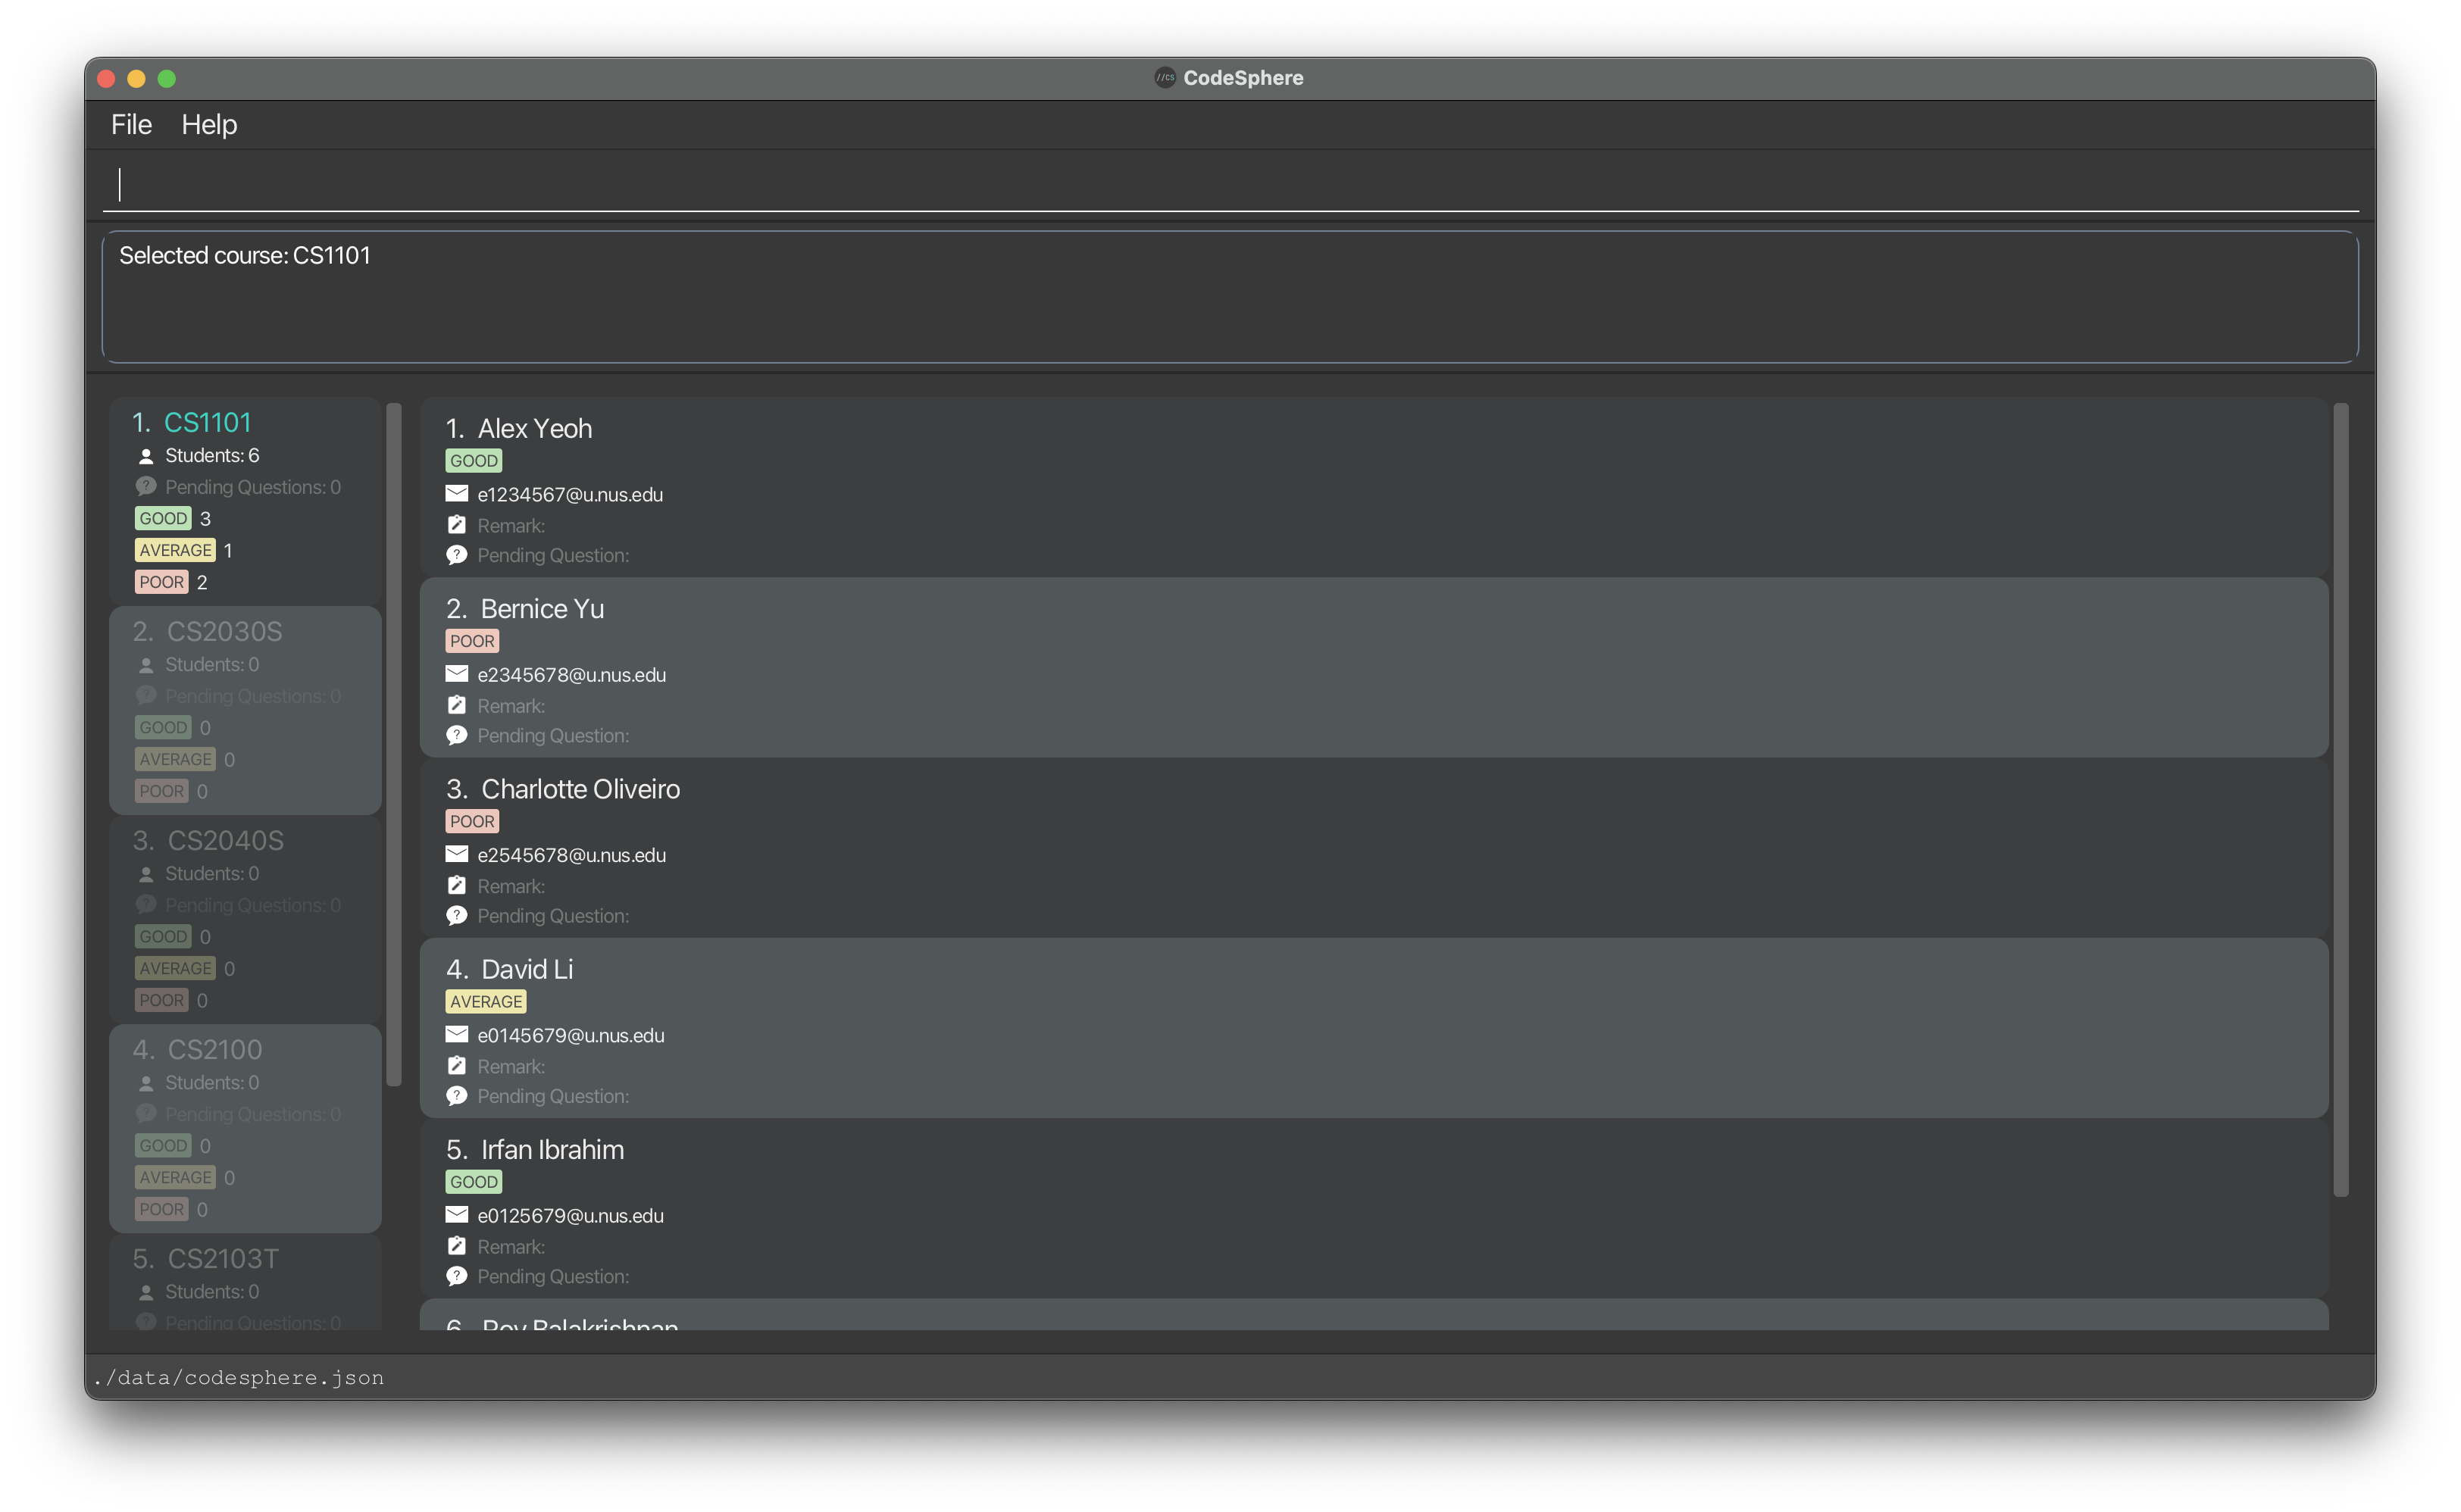 //CS CodeSphere
File Help
Selected course: CS1101
1. CS1101
Students: 6
Pending Questions: 0
GOOD 3
AVERAGE 1
POOR 2
2. CS2030S
Students: 0
Pending Questions: 0
GOOD 0
AVERAGE 0
POOR 0
3. CS2040S
Students: 0
Pending Questions: 0
GOOD 0
AVERAGE 0
POOR 0
4. CS2100
Students: 0
Pending Questions: 0
GOOD 0
AVERAGE 0
POOR 0
5. CS2103T
Students: 0
Pending Questions: 0
1. Alex Yeoh
GOOD
e1234567@u.nus.edu
Remark:
Pending Question:
2. Bernice Yu
POOR
e2345678@u.nus.edu
Remark:
Pending Question:
3. Charlotte Oliveiro
POOR
e2545678@u.nus.edu
Remark:
Pending Question:
4. David Li
AVERAGE
e0145679@u.nus.edu
Remark:
Pending Question:
5. Irfan Ibrahim
GOOD
e0125679@u.nus.edu
Remark:
Pending Question:
6. Roy Balakrishnan
./data/codesphere.json